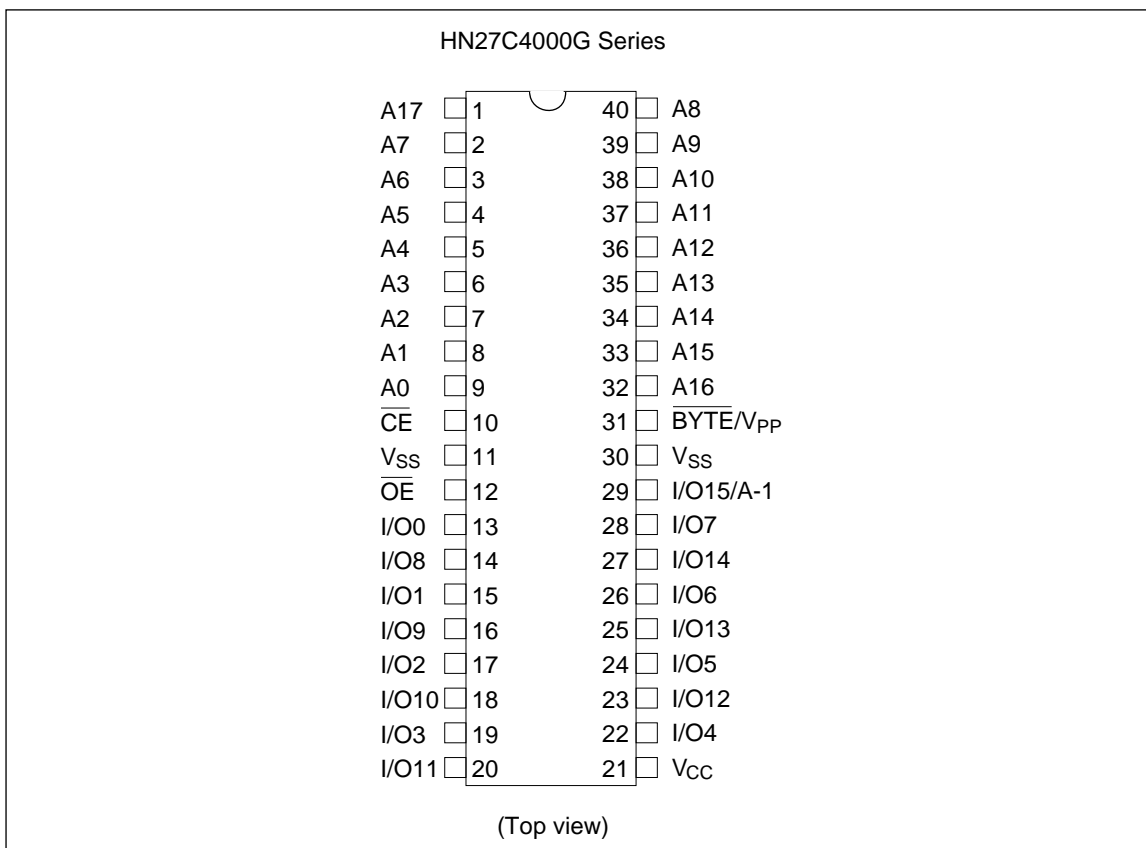 HN27C4000G Series
A17 1 40 A8
A7 2 39 A9
A6 3 38 A10
A5 4 37 A11
A4 5 36 A12
A3 6 35 A13
A2 7 34 A14
A1 8 33 A15
A0 9 32 A16
C̅E̅ 10 31 B̅Y̅T̅E̅/VPP
VSS 11 30 VSS
O̅E̅ 12 29 I/O15/A-1
I/O0 13 28 I/O7
I/O8 14 27 I/O14
I/O1 15 26 I/O6
I/O9 16 25 I/O13
I/O2 17 24 I/O5
I/O10 18 23 I/O12
I/O3 19 22 I/O4
I/O11 20 21 VCC
(Top view)